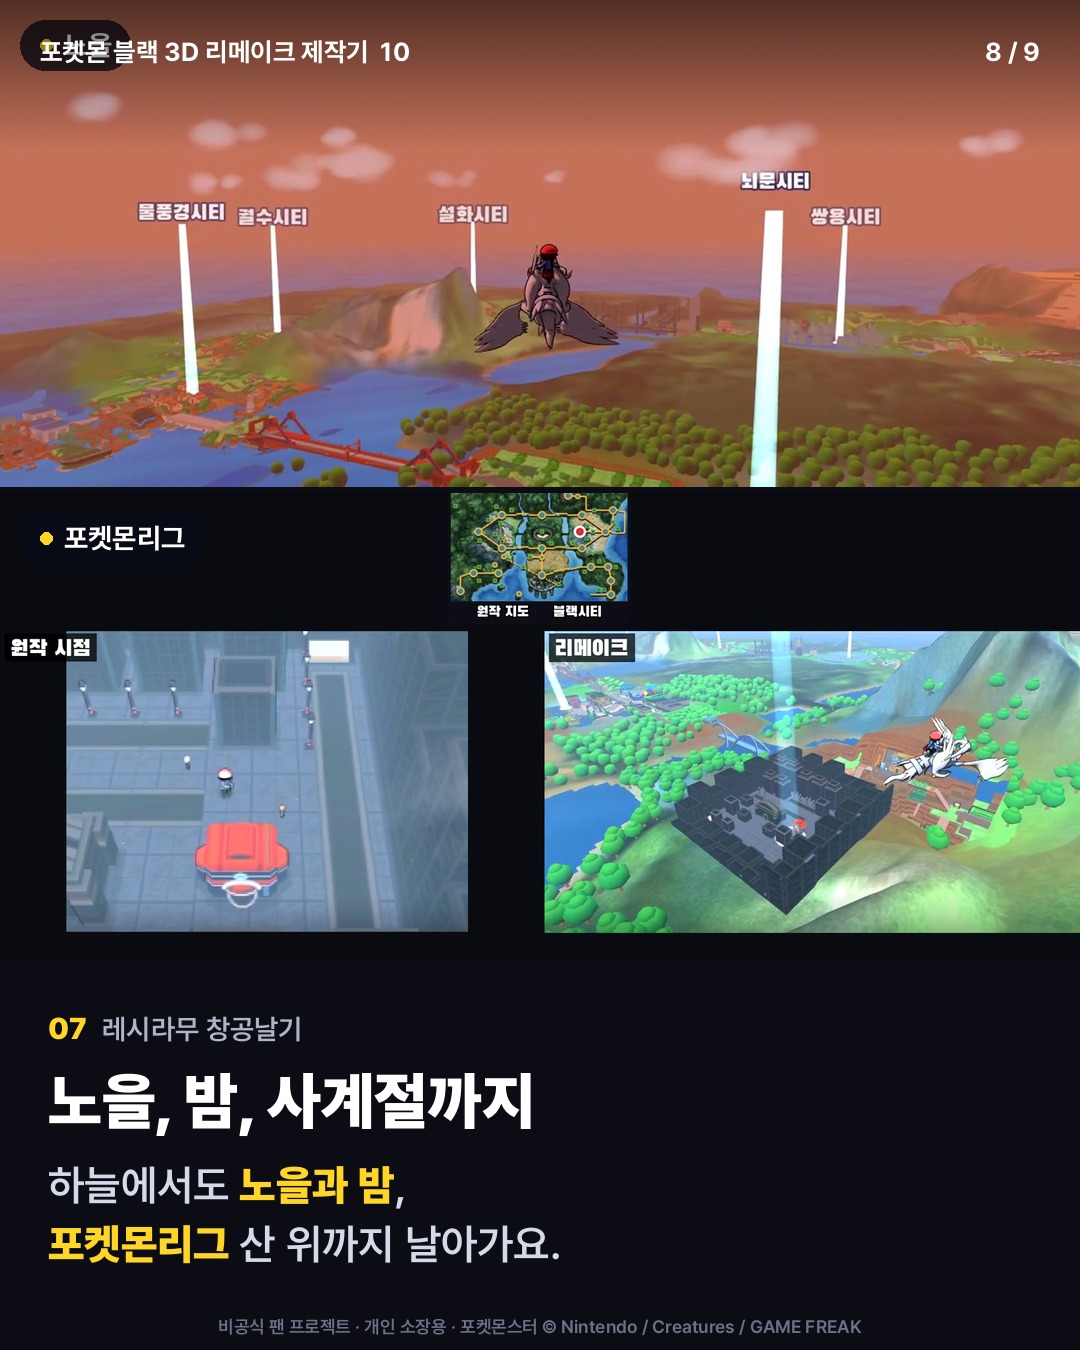 노을
포켓몬 블랙 3D 리메이크 제작기 10
8 / 9
물풍경시티
궐수시티
설화시티
뇌문시티
쌍용시티
포켓몬리그
원작 지도 블랙시티
원작 시점
리메이크
07 레시라무 창공날기
노을, 밤, 사계절까지
하늘에서도 노을과 밤,
포켓몬리그 산 위까지 날아가요.
비공식 팬 프로젝트 · 개인 소장용 · 포켓몬스터 © Nintendo / Creatures / GAME FREAK